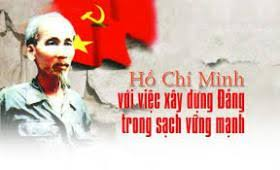 Hồ Chí Minh
với việc xây dựng Đảng
trong sạch vững mạnh